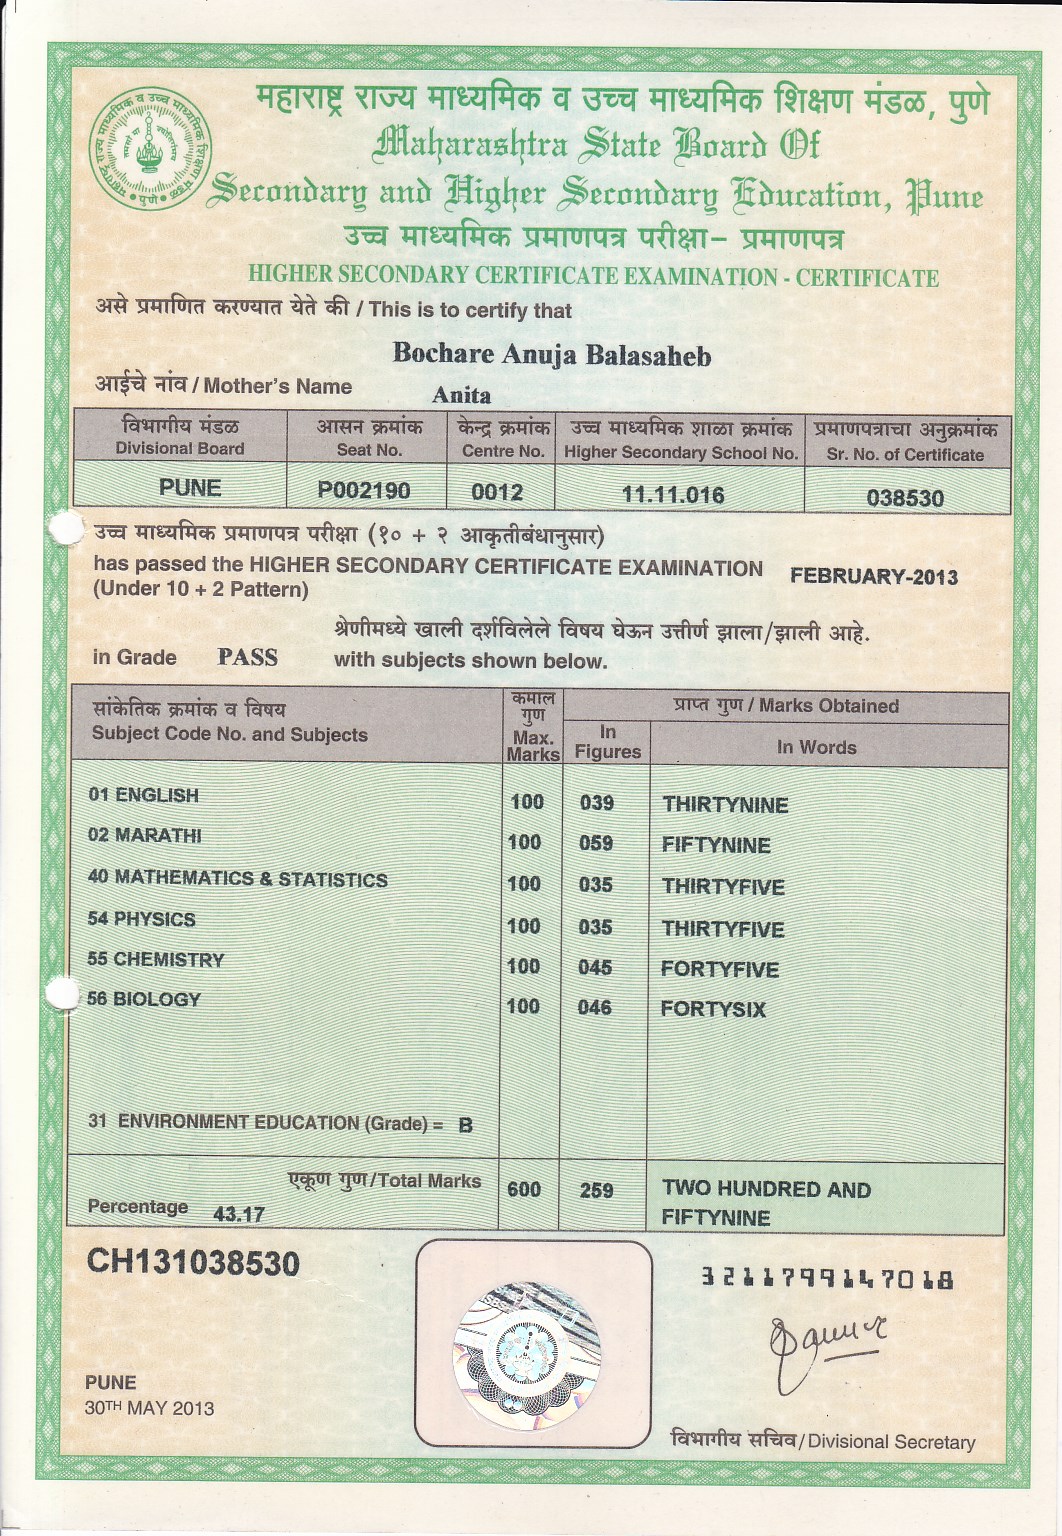 महाराष्ट्र राज्य माध्यमिक व उच्च माध्यमिक शिक्षण मंडळ, पुणे
Maharashtra State Board Of
Secondary and Higher Secondary Education, Pune
उच्च माध्यमिक प्रमाणपत्र परीक्षा– प्रमाणपत्र
HIGHER SECONDARY CERTIFICATE EXAMINATION - CERTIFICATE
असे प्रमाणित करण्यात येते की / This is to certify that
Bochare Anuja Balasaheb
आईचे नांव / Mother's Name Anita
विभागीय मंडळ आसन क्रमांक केन्द्र क्रमांक उच्च माध्यमिक शाळा क्रमांक प्रमाणपत्राचा अनुक्रमांक
Divisional Board Seat No. Centre No. Higher Secondary School No. Sr. No. of Certificate
PUNE P002190 0012 11.11.016 038530
उच्च माध्यमिक प्रमाणपत्र परीक्षा (१० + २ आकृतीबंधानुसार)
has passed the HIGHER SECONDARY CERTIFICATE EXAMINATION FEBRUARY-2013
(Under 10 + 2 Pattern)
श्रेणीमध्ये खाली दर्शविलेले विषय घेऊन उत्तीर्ण झाला/झाली आहे.
in Grade PASS with subjects shown below.
सांकेतिक क्रमांक व विषय कमाल गुण प्राप्त गुण / Marks Obtained
Subject Code No. and Subjects Max. Marks In Figures In Words
01 ENGLISH 100 039 THIRTYNINE
02 MARATHI 100 059 FIFTYNINE
40 MATHEMATICS & STATISTICS 100 035 THIRTYFIVE
54 PHYSICS 100 035 THIRTYFIVE
55 CHEMISTRY 100 045 FORTYFIVE
56 BIOLOGY 100 046 FORTYSIX
31 ENVIRONMENT EDUCATION (Grade) = B
एकूण गुण/Total Marks 600 259 TWO HUNDRED AND
Percentage 43.17 FIFTYNINE
CH131038530
3211799147018
PUNE
30TH MAY 2013
विभागीय सचिव/Divisional Secretary